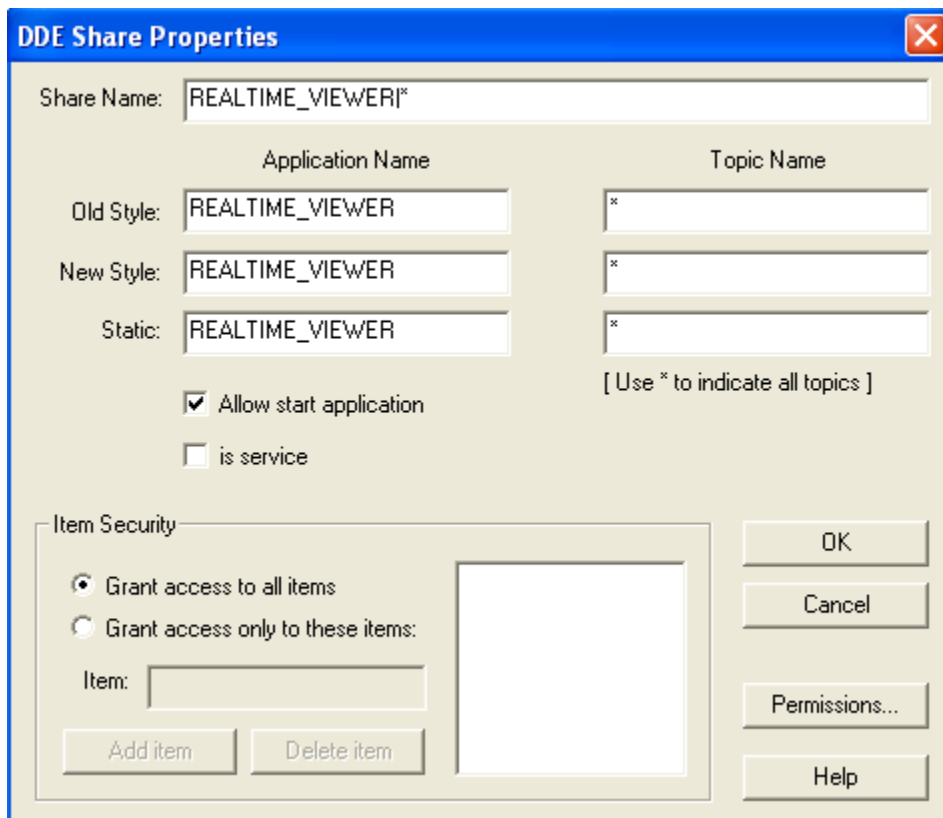 DDE Share Properties
Share Name: REALTIME_VIEWER|*
Application Name Topic Name
Old Style: REALTIME_VIEWER *
New Style: REALTIME_VIEWER *
Static: REALTIME_VIEWER *
[ Use * to indicate all topics ]
Allow start application
is service
Item Security
OK
Grant access to all items
Cancel
Grant access only to these items:
Item:
Permissions...
Add item Delete item
Help